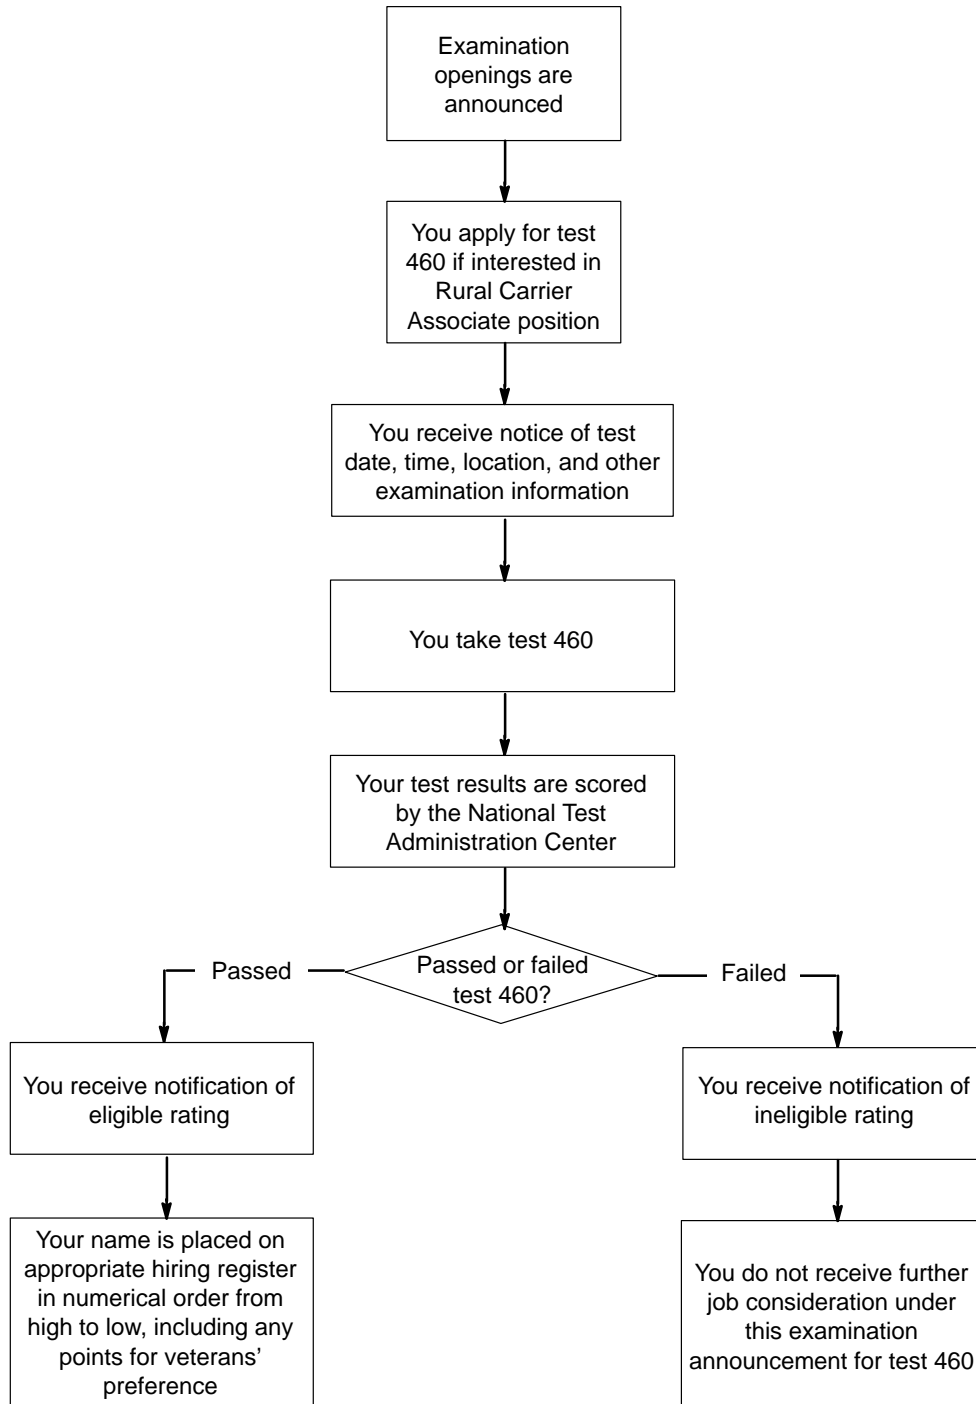 Examination
openings are
announced
You apply for test
460 if interested in
Rural Carrier
Associate position
You receive notice of test
date, time, location, and other
examination information
You take test 460
Your test results are scored
by the National Test
Administration Center
Passed or failed
test 460?
Passed
Failed
You receive notification of
eligible rating
You receive notification of
ineligible rating
Your name is placed on
appropriate hiring register
in numerical order from
high to low, including any
points for veterans’
preference
You do not receive further
job consideration under
this examination
announcement for test 460